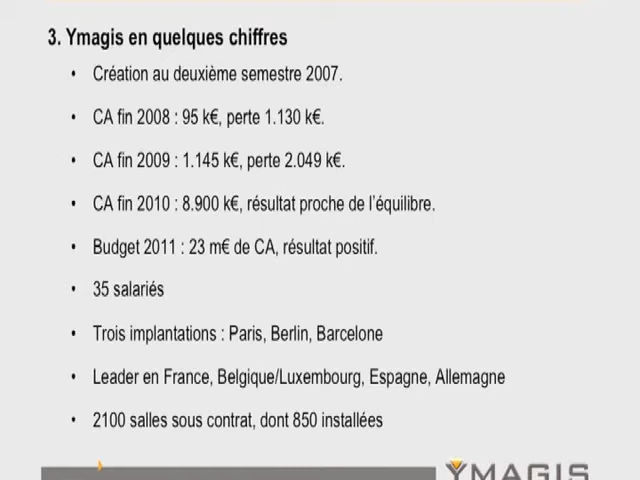 3. Ymagis en quelques chiffres
• Création au deuxième semestre 2007.
• CA fin 2008 : 95 k€, perte 1.130 k€.
• CA fin 2009 : 1.145 k€, perte 2.049 k€.
• CA fin 2010 : 8.900 k€, résultat proche de l'équilibre.
• Budget 2011 : 23 m€ de CA, résultat positif.
• 35 salariés
• Trois implantations : Paris, Berlin, Barcelone
• Leader en France, Belgique/Luxembourg, Espagne, Allemagne
• 2100 salles sous contrat, dont 850 installées
YMAGIS